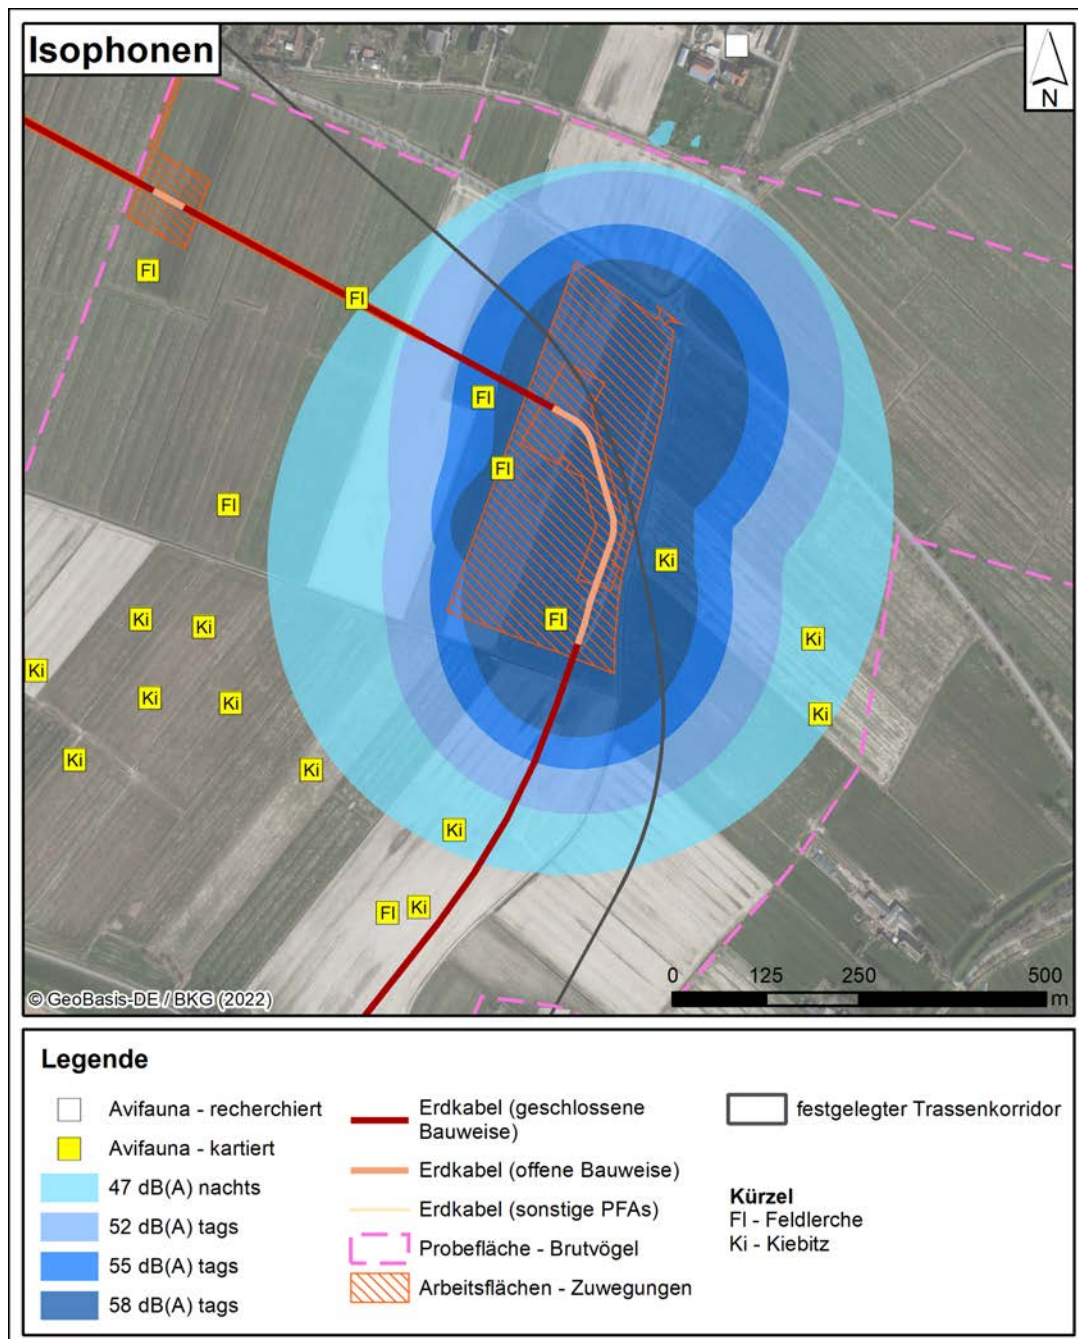 Isophonen
N
Fl
Fl
Fl
Fl
Fl
Ki
Ki
Ki
Fl
Ki
Ki
Ki
Ki
Ki
Ki
Ki
Ki
Fl
Ki
0 125 250 500
m
© GeoBasis-DE / BKG (2022)
Legende
Avifauna - recherchiert
Avifauna - kartiert
47 dB(A) nachts
52 dB(A) tags
55 dB(A) tags
58 dB(A) tags
Erdkabel (geschlossene
Bauweise)
Erdkabel (offene Bauweise)
Erdkabel (sonstige PFAs)
Probefläche - Brutvögel
Arbeitsflächen - Zuwegungen
festgelegter Trassenkorridor
Kürzel
Fl - Feldlerche
Ki - Kiebitz